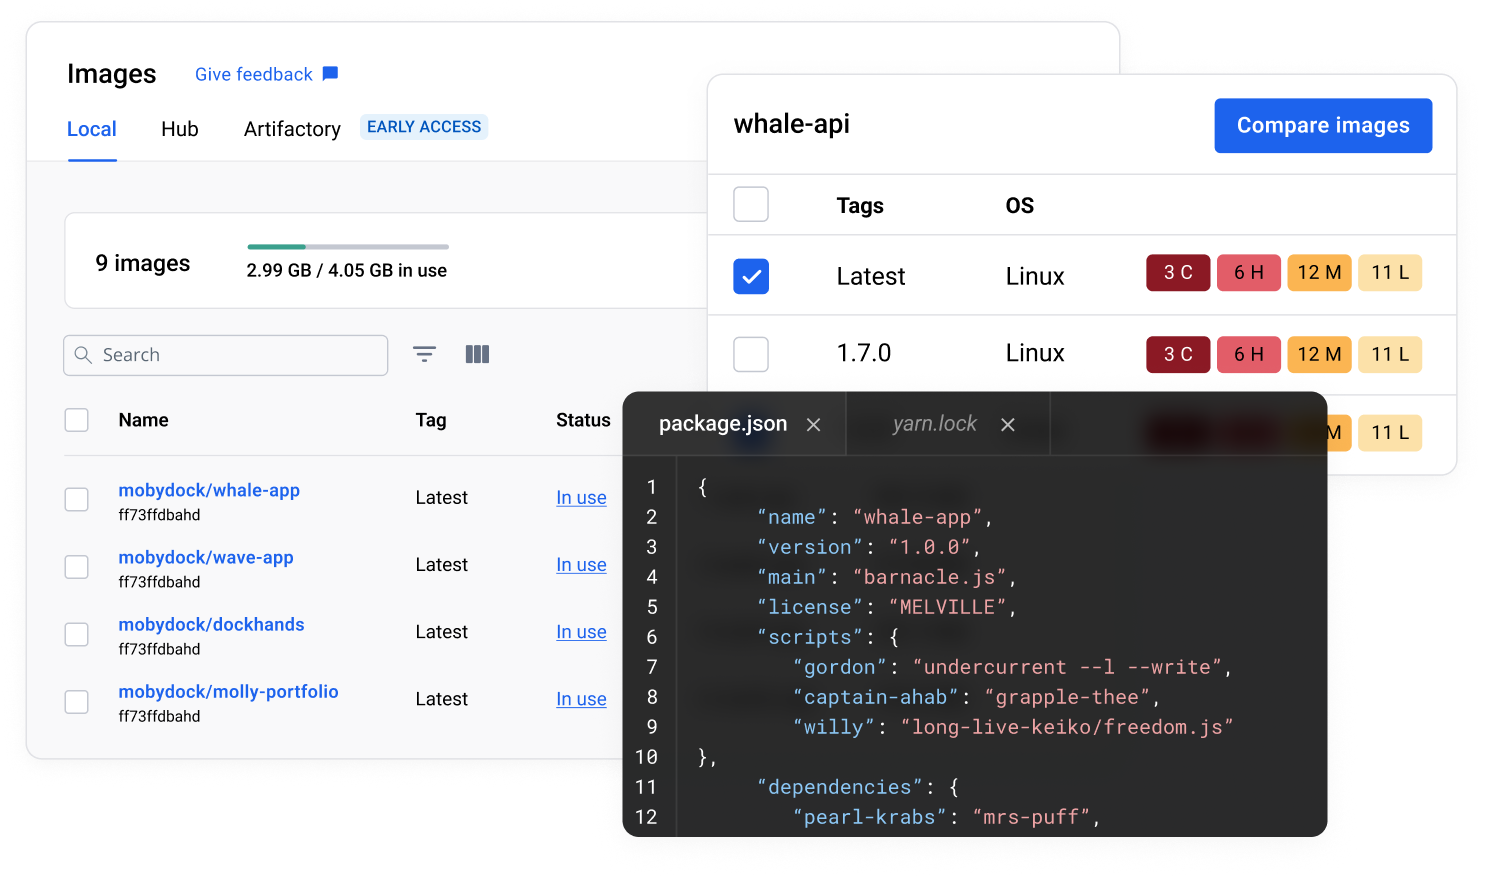 Images Give feedback
Local Hub Artifactory EARLY ACCESS
9 images
2.99 GB / 4.05 GB in use
Search
Name Tag Status
mobydock/whale-app Latest In use
ff73ffdbahd
mobydock/wave-app Latest In use
ff73ffdbahd
mobydock/dockhands Latest In use
ff73ffdbahd
mobydock/molly-portfolio Latest In use
ff73ffdbahd
whale-api Compare images
Tags OS
Latest Linux 3 C 6 H 12 M 11 L
1.7.0 Linux 3 C 6 H 12 M 11 L
M 11 L
package.json yarn.lock
1 {
2 “name”: “whale-app”,
3 “version”: “1.0.0”,
4 “main”: “barnacle.js”,
5 “license”: “MELVILLE”,
6 “scripts”: {
7 “gordon”: “undercurrent --l --write”,
8 “captain-ahab”: “grapple-thee”,
9 “willy”: “long-live-keiko/freedom.js”
10 },
11 “dependencies”: {
12 “pearl-krabs”: “mrs-puff”,